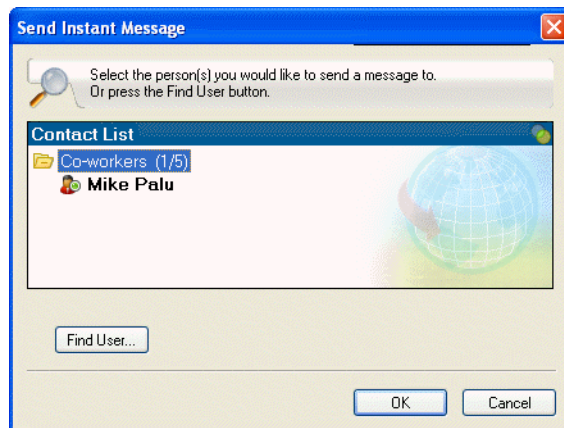 Send Instant Message
Select the person(s) you would like to send a message to.
Or press the Find User button.
Contact List
Co-workers (1/5)
Mike Palu
Find User...
OK
Cancel